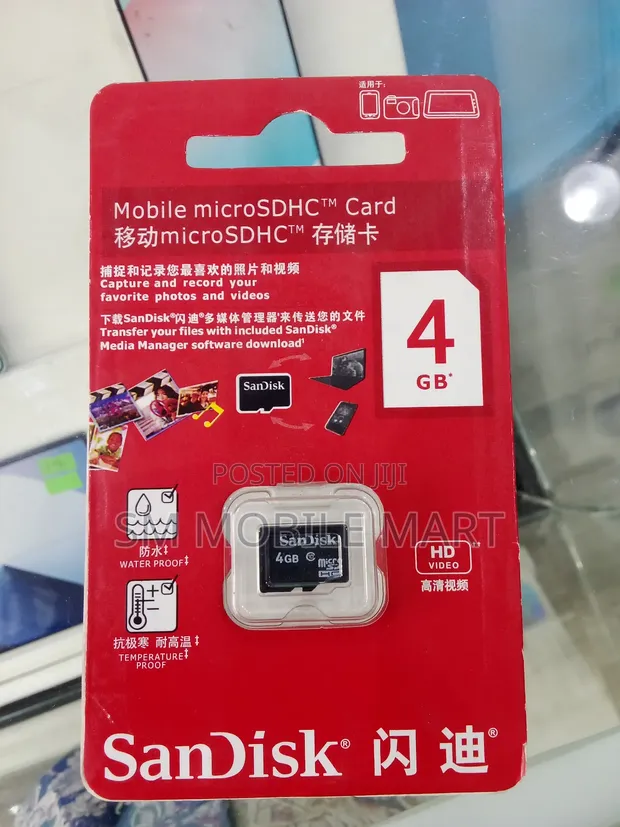 适用于:
Mobile microSDHC™ Card
移动microSDHC™ 存储卡
捕捉和记录您最喜欢的照片和视频
Capture and record your
favorite photos and videos
下载SanDisk®闪迪®多媒体管理器¹来传送您的文件
Transfer your files with included SanDisk®
Media Manager software download¹
4
GB*
SanDisk
POSTED ON JIJI
SM MOBILE MART
SanDisk
4GB
micro
HC
防水‡
WATER PROOF‡
HD
VIDEO
高清视频
抗极寒 耐高温‡
TEMPERATURE‡
PROOF
SanDisk® 闪迪®